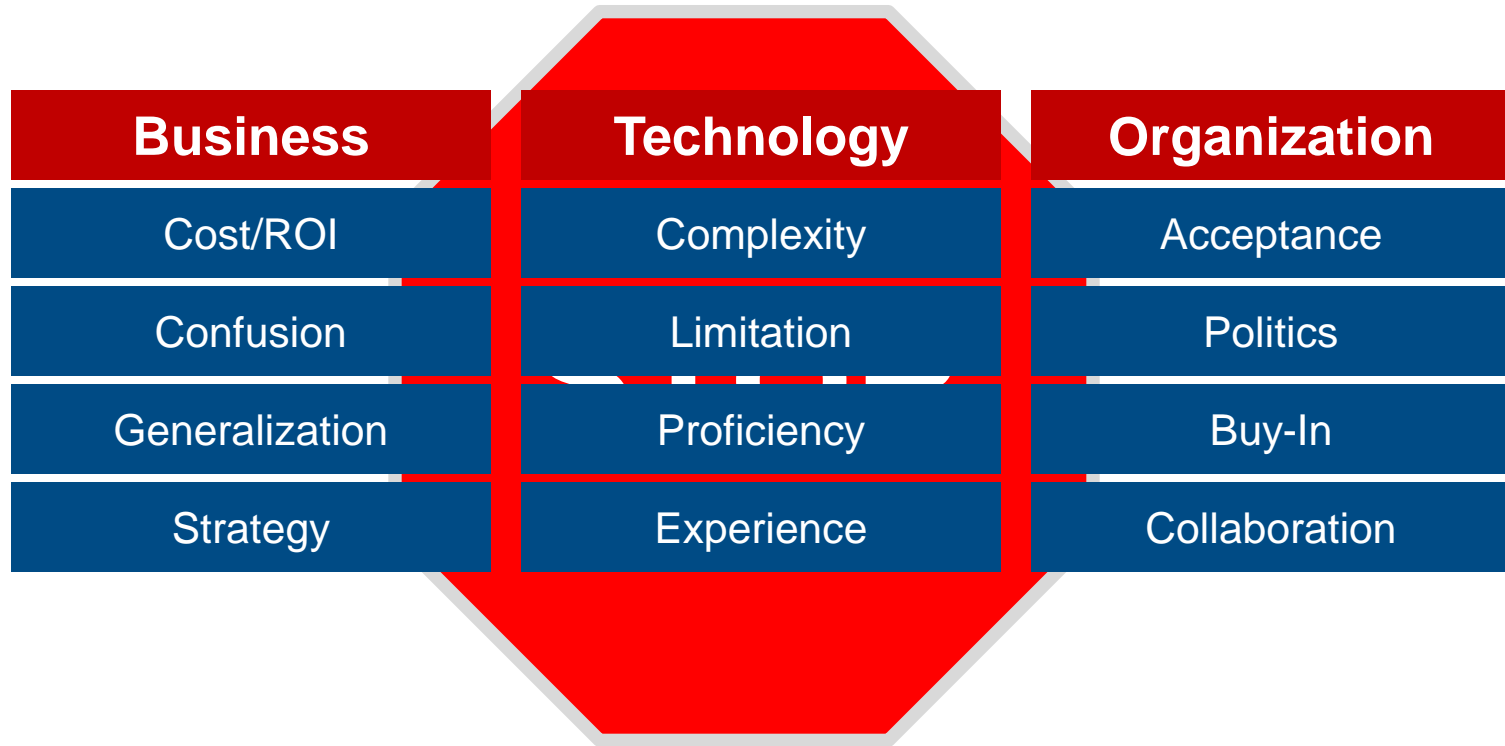 Business Technology Organization
Cost/ROI Complexity Acceptance
Confusion Limitation Politics
Generalization Proficiency Buy-In
Strategy Experience Collaboration